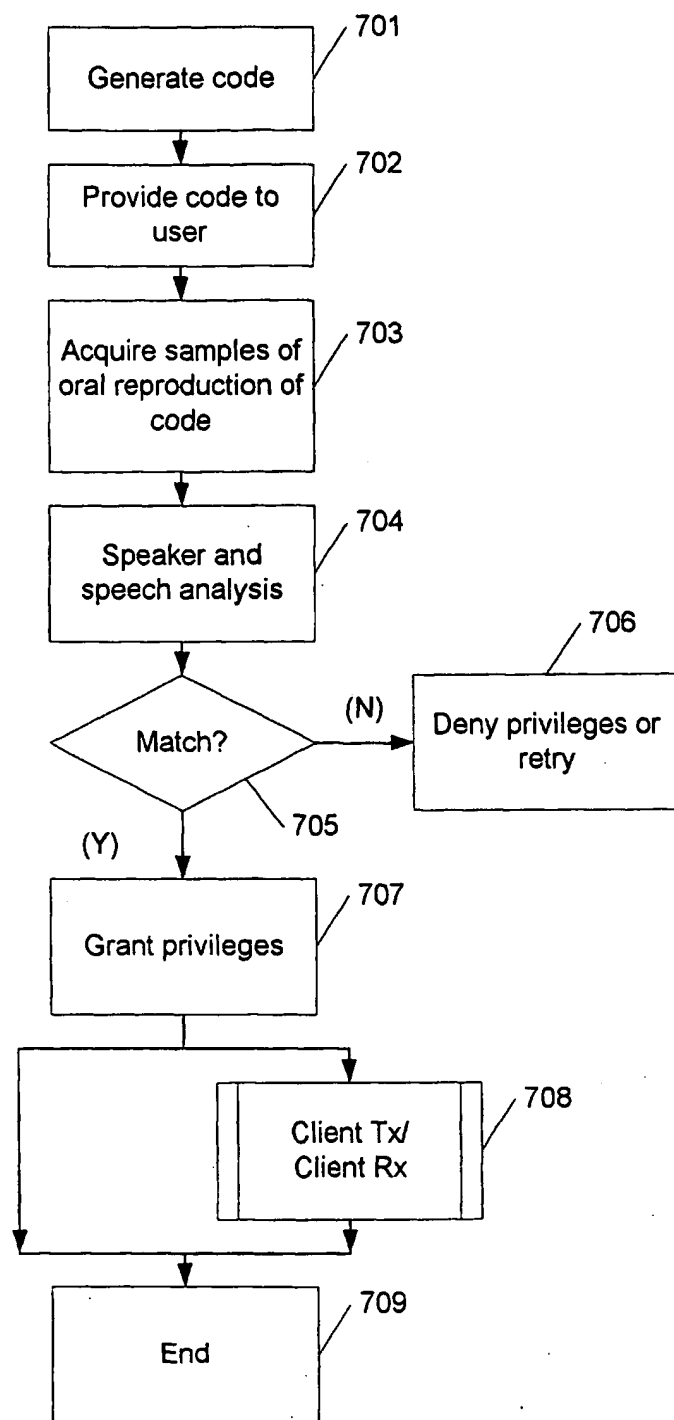 701
Generate code
702
Provide code to
user
703
Acquire samples of
oral reproduction of
code
704
Speaker and
speech analysis
706
(N)
Deny privileges or
retry
Match?
705
(Y)
707
Grant privileges
708
Client Tx/
Client Rx
709
End